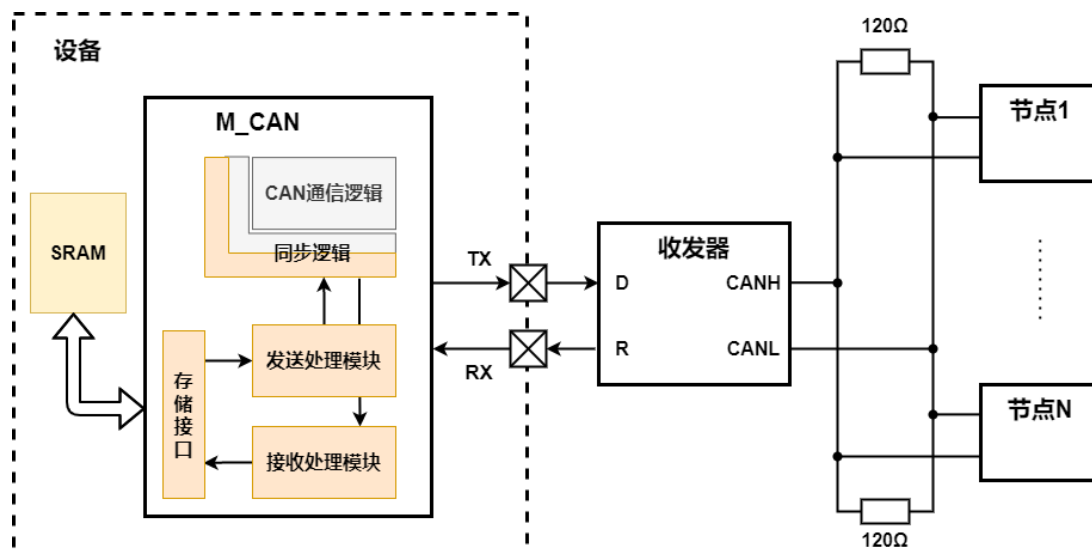 设备
M_CAN
CAN通信逻辑
同步逻辑
SRAM
发送处理模块
存储接口
接收处理模块
TX
RX
收发器
D
CANH
R
CANL
120Ω
节点1
节点N
120Ω